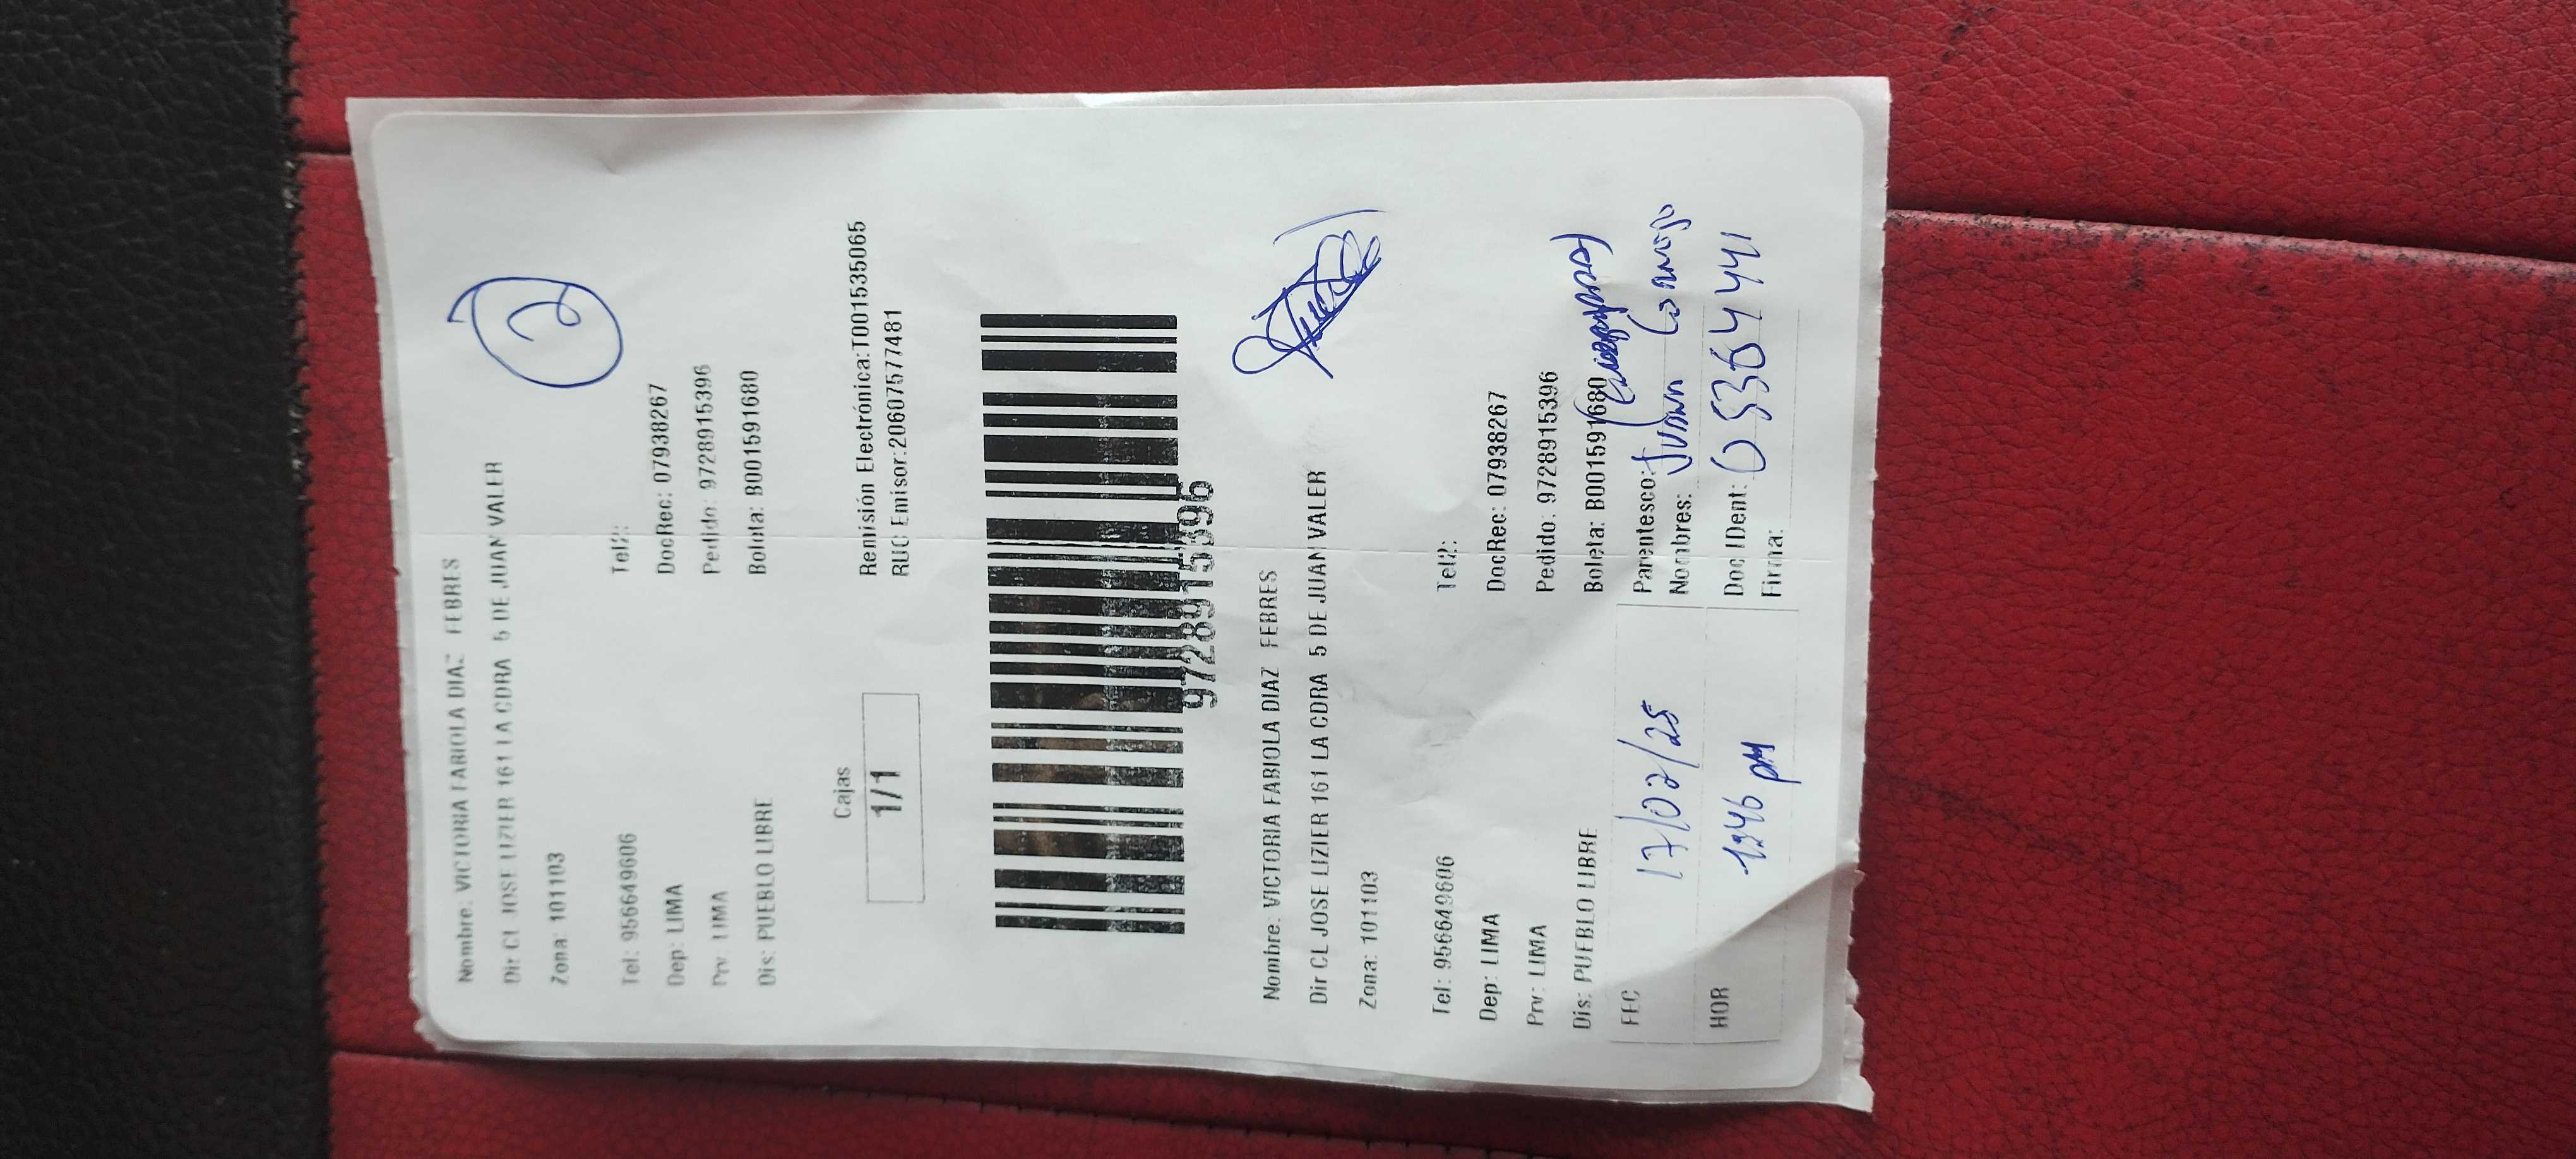 Nombre: VICTORIA FABIOLA DIAZ FEBRES
Dir CL JOSE LIZIER 161 LA CDRA 5 DE JUAN VALER
Zona: 101103
2
Tel: 956649606 Tel2:
Dep: LIMA DocRec: 07938267
Prv: LIMA Pedido: 9728915396
Dis: PUEBLO LIBRE Boleta: B001591680
Cajas
1/1
Remisión Electrónica:T001535065
RUC Emisor:20607577481
9728915396
Nombre: VICTORIA FABIOLA DIAZ FEBRES
Dir CL JOSE LIZIER 161 LA CDRA 5 DE JUAN VALER
Zona: 101103
Tel: 956649606 Tel2:
Dep: LIMA DocRec: 07938267
Prv: LIMA Pedido: 9728915396
Dis: PUEBLO LIBRE Boleta: B001591680
FEC 17/02/25 Parentesco:
Nombres: Juan
HOR pm Doc IDent:
Firma: